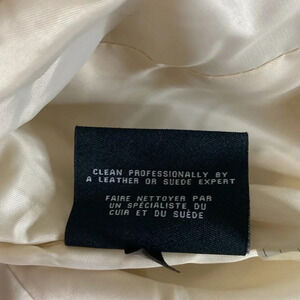 CLEAN PROFESSIONALLY BY
A LEATHER OR SUEDE EXPERT
FAIRE NETTOYER PAR
UN SPÉCIALISTE DU
CUIR ET DU SUÈDE